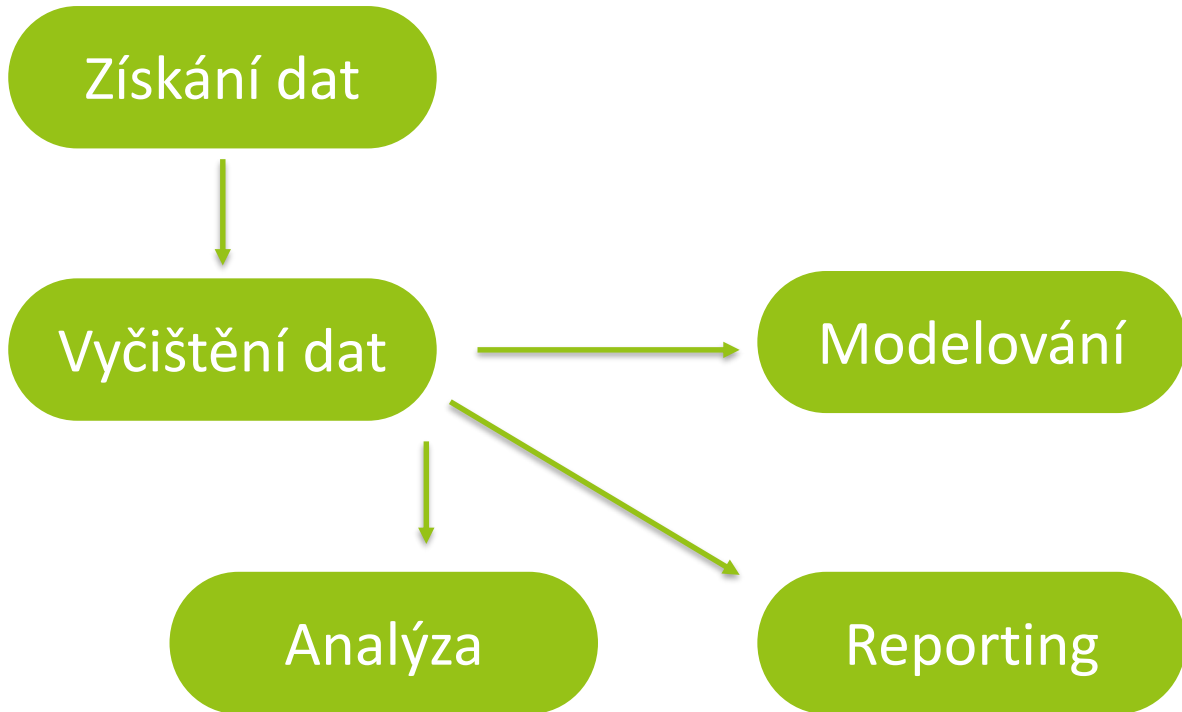 Získání dat
Vyčištění dat
Modelování
Analýza
Reporting